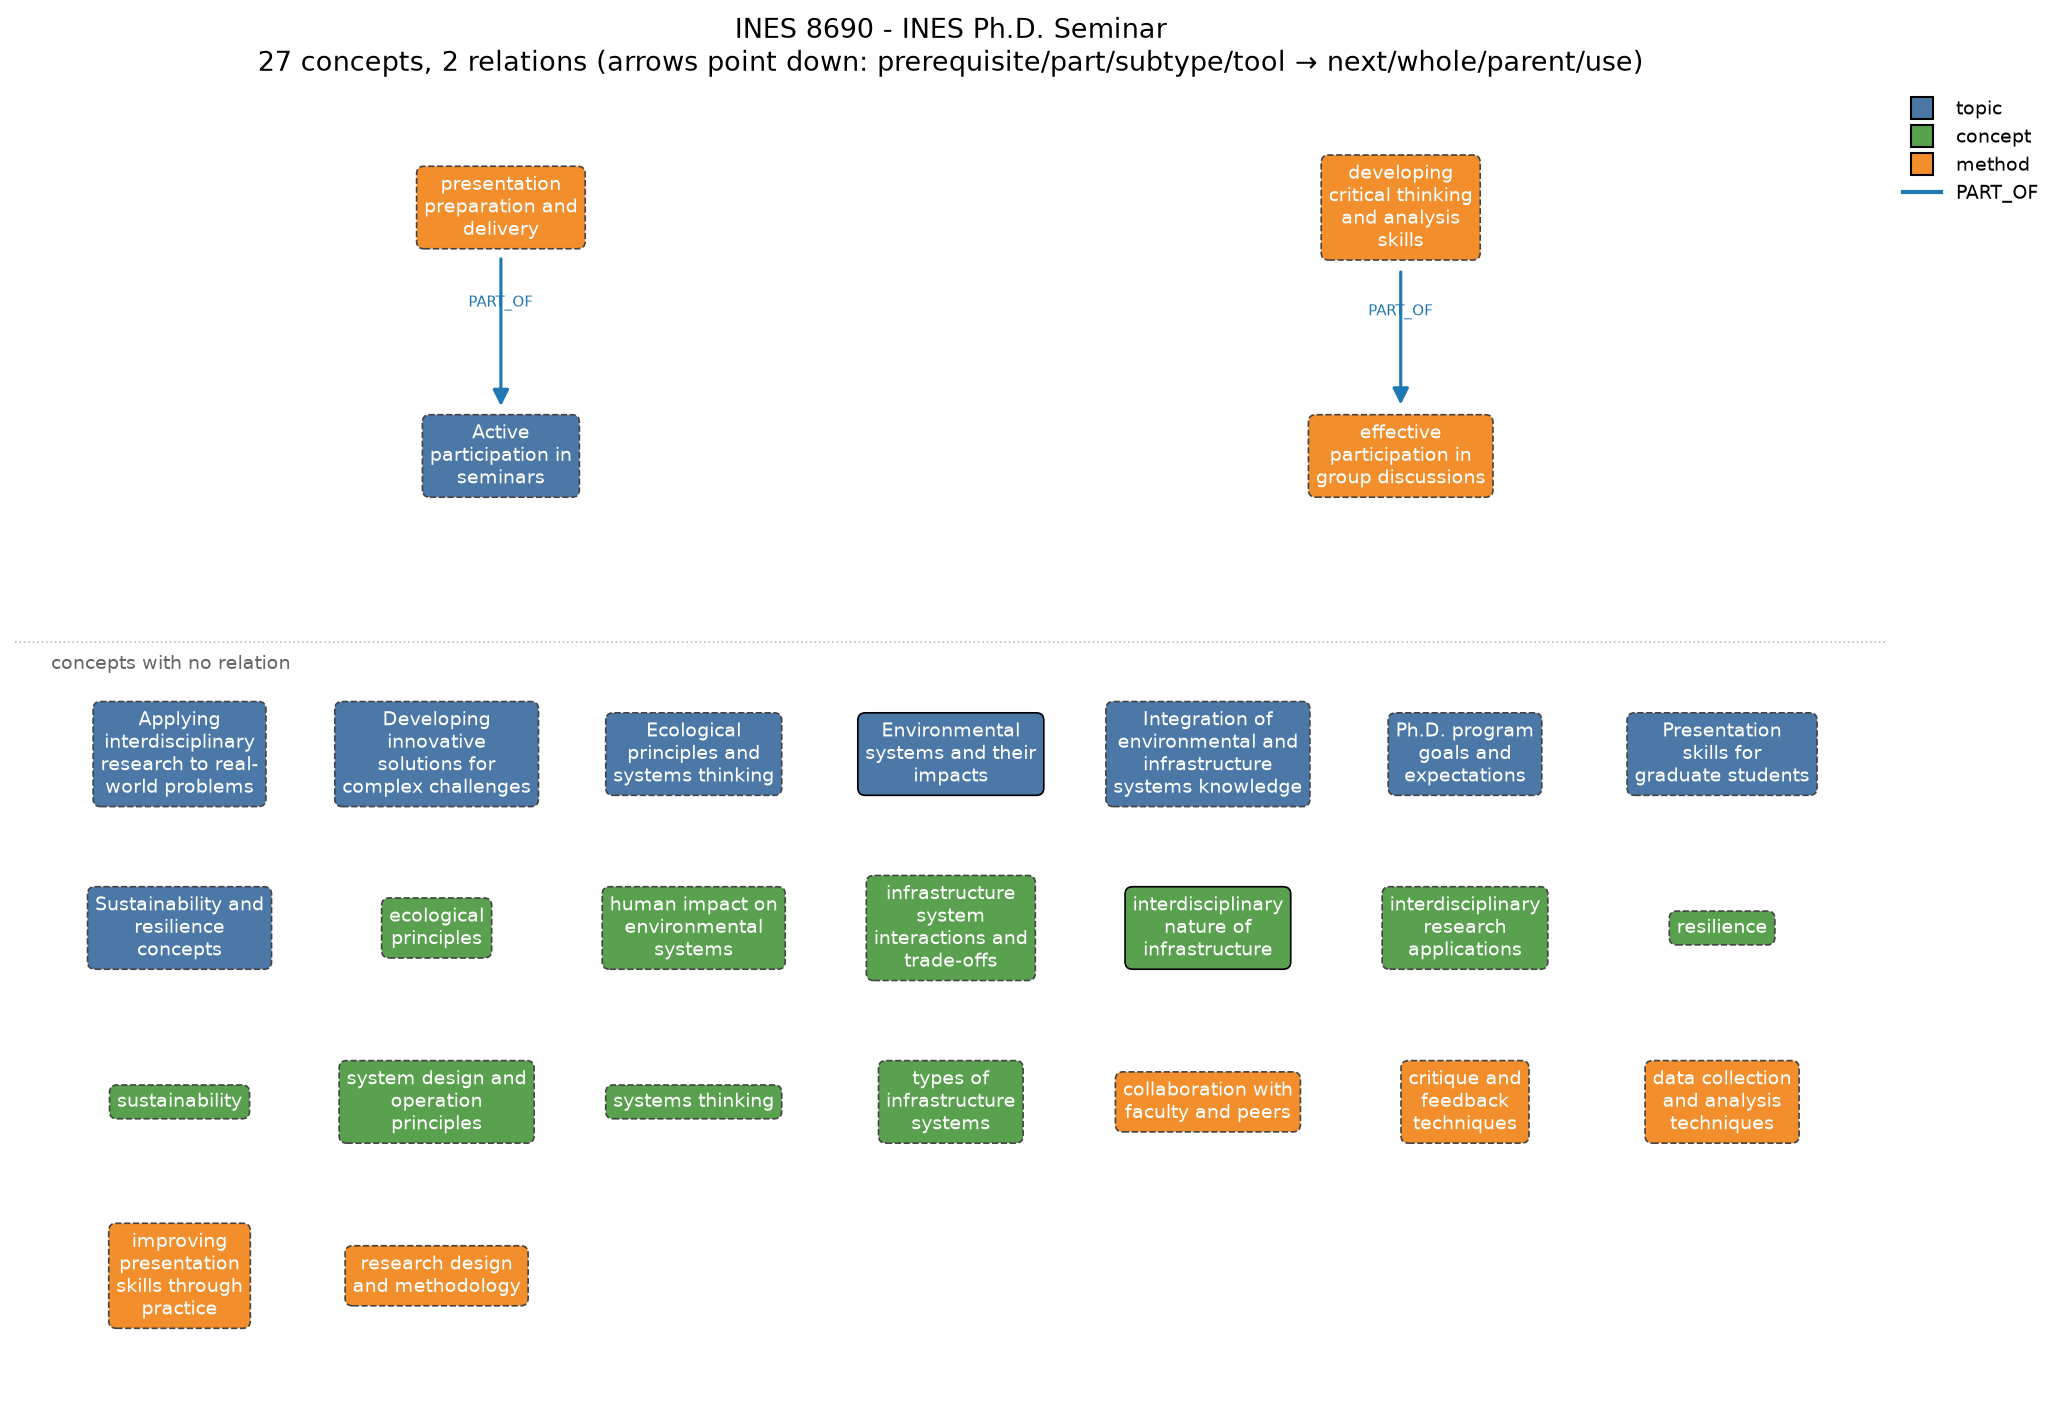 INES 8690 - INES Ph.D. Seminar
27 concepts, 2 relations (arrows point down: prerequisite/part/subtype/tool → next/whole/parent/use)
topic
concept
method
PART_OF
presentation
preparation and
delivery
developing
critical thinking
and analysis
skills
PART_OF
PART_OF
Active
participation in
seminars
effective
participation in
group discussions
concepts with no relation
Applying
interdisciplinary
research to real-
world problems
Developing
innovative
solutions for
complex challenges
Ecological
principles and
systems thinking
Environmental
systems and their
impacts
Integration of
environmental and
infrastructure
systems knowledge
Ph.D. program
goals and
expectations
Presentation
skills for
graduate students
Sustainability and
resilience
concepts
ecological
principles
human impact on
environmental
systems
infrastructure
system
interactions and
trade-offs
interdisciplinary
nature of
infrastructure
interdisciplinary
research
applications
resilience
sustainability
system design and
operation
principles
systems thinking
types of
infrastructure
systems
collaboration with
faculty and peers
critique and
feedback
techniques
data collection
and analysis
techniques
improving
presentation
skills through
practice
research design
and methodology